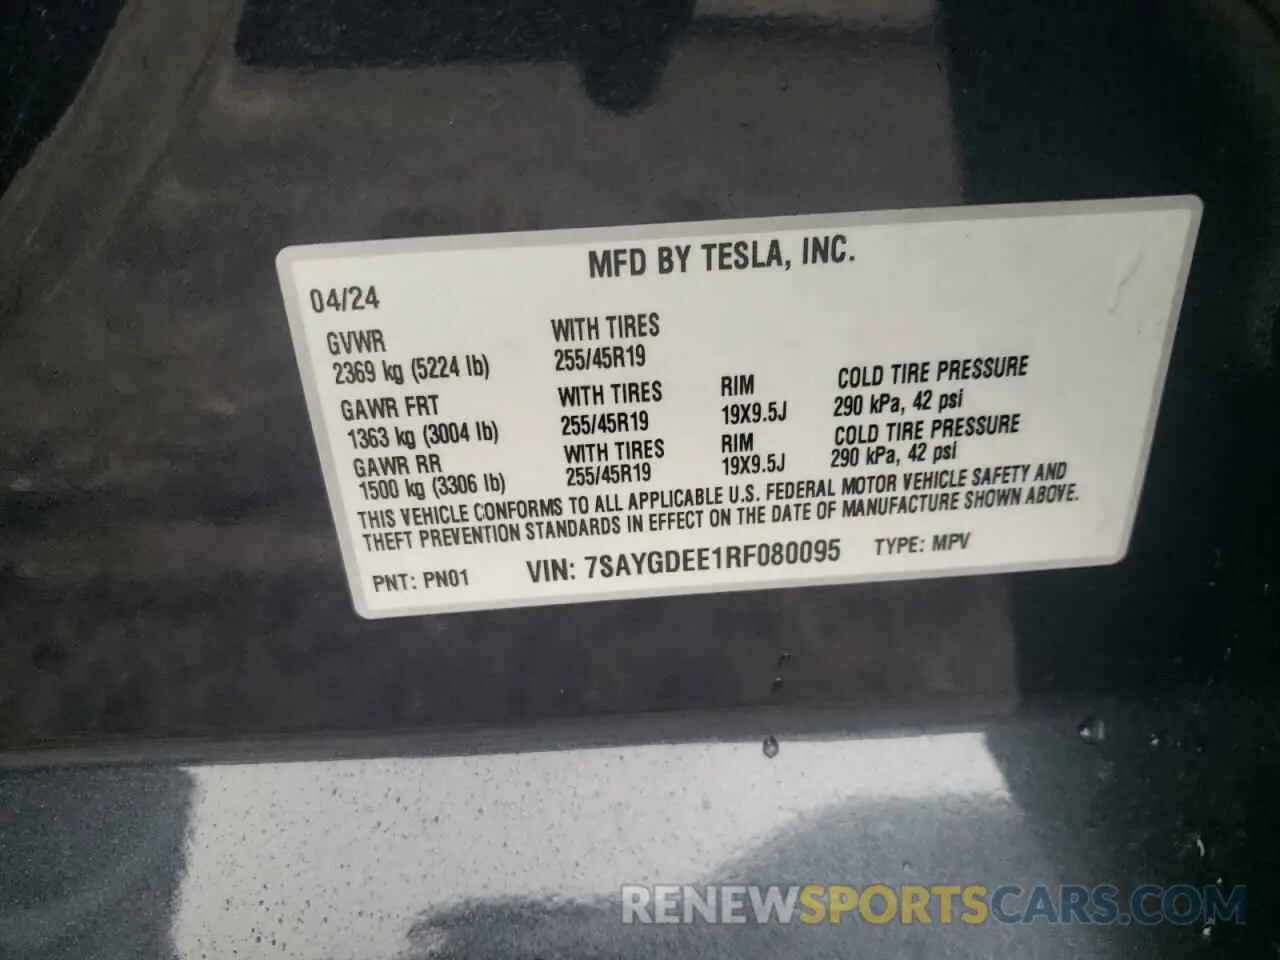 MFD BY TESLA, INC.
04/24
GVWR WITH TIRES
2369 kg (5224 lb) 255/45R19
GAWR FRT WITH TIRES RIM COLD TIRE PRESSURE
1363 kg (3004 lb) 255/45R19 19X9.5J 290 kPa, 42 psi
GAWR RR WITH TIRES RIM COLD TIRE PRESSURE
1500 kg (3306 lb) 255/45R19 19X9.5J 290 kPa, 42 psi
THIS VEHICLE CONFORMS TO ALL APPLICABLE U.S. FEDERAL MOTOR VEHICLE SAFETY AND
THEFT PREVENTION STANDARDS IN EFFECT ON THE DATE OF MANUFACTURE SHOWN ABOVE.
PNT: PN01 VIN: 7SAYGDEE1RF080095 TYPE: MPV
RENEWSPORTSCARS.COM